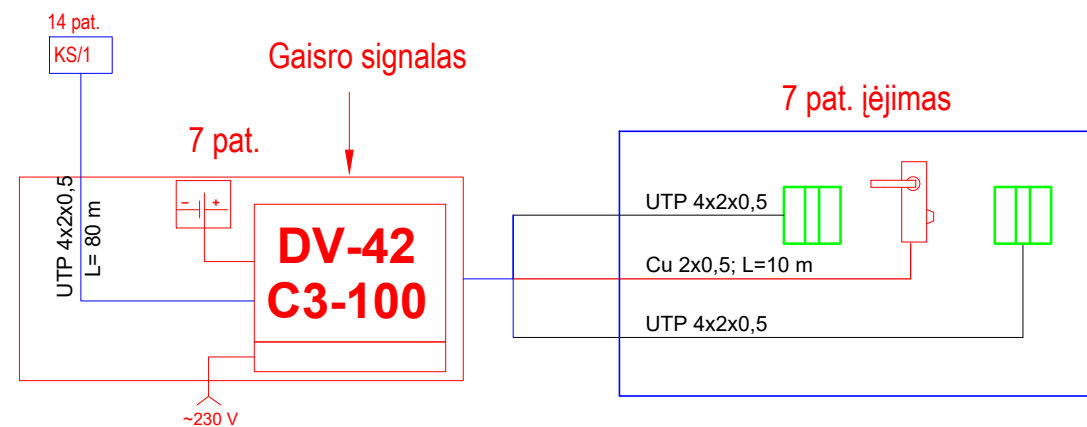 14 pat.
KS/1
Gaisro signalas
7 pat.
7 pat. įėjimas
UTP 4x2x0,5
L= 80 m
- +
DV-42
C3-100
UTP 4x2x0,5
Cu 2x0,5; L=10 m
UTP 4x2x0,5
~230 V